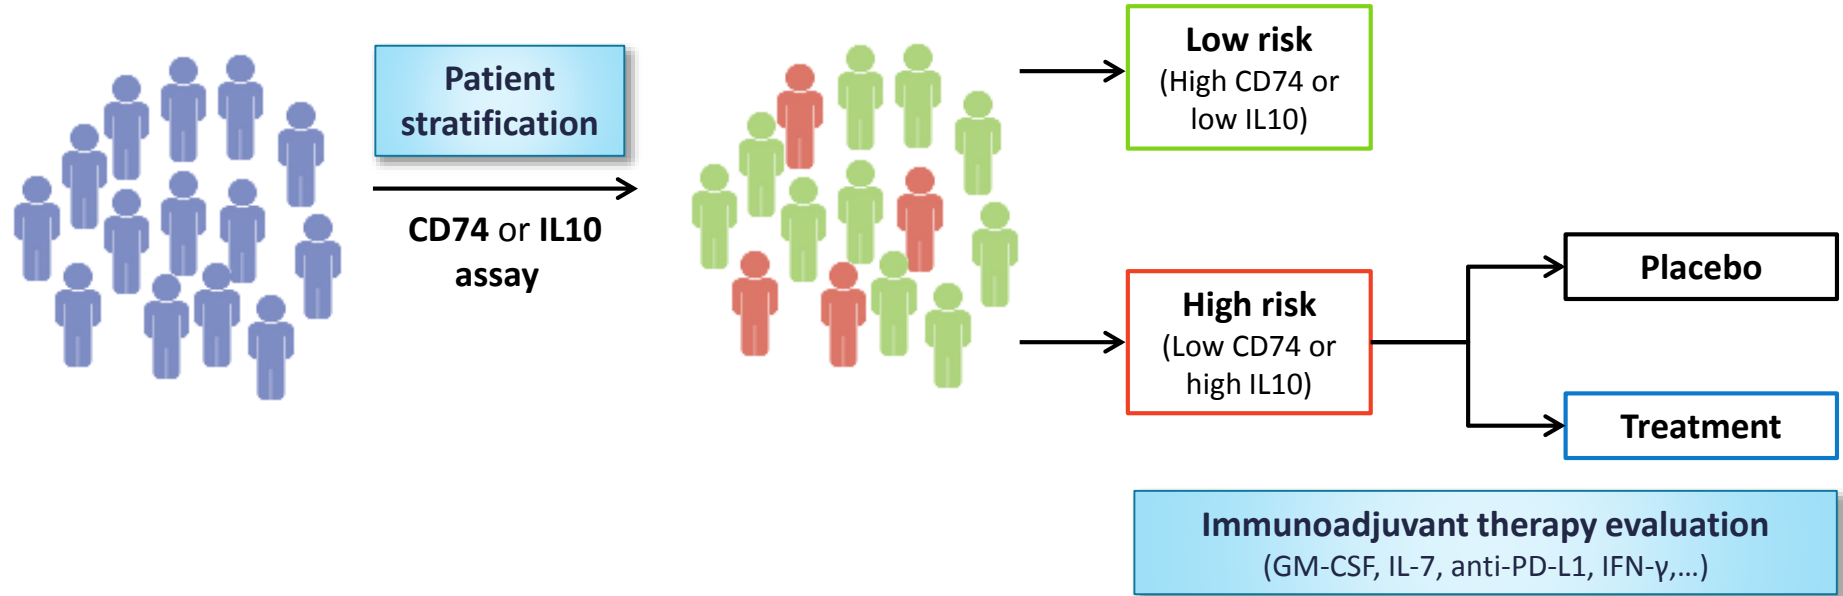 Patient
stratification
CD74 or IL10
assay
Low risk
(High CD74 or
low IL10)
High risk
(Low CD74 or
high IL10)
Placebo
Treatment
Immunoadjuvant therapy evaluation
(GM-CSF, IL-7, anti-PD-L1, IFN-γ,...)